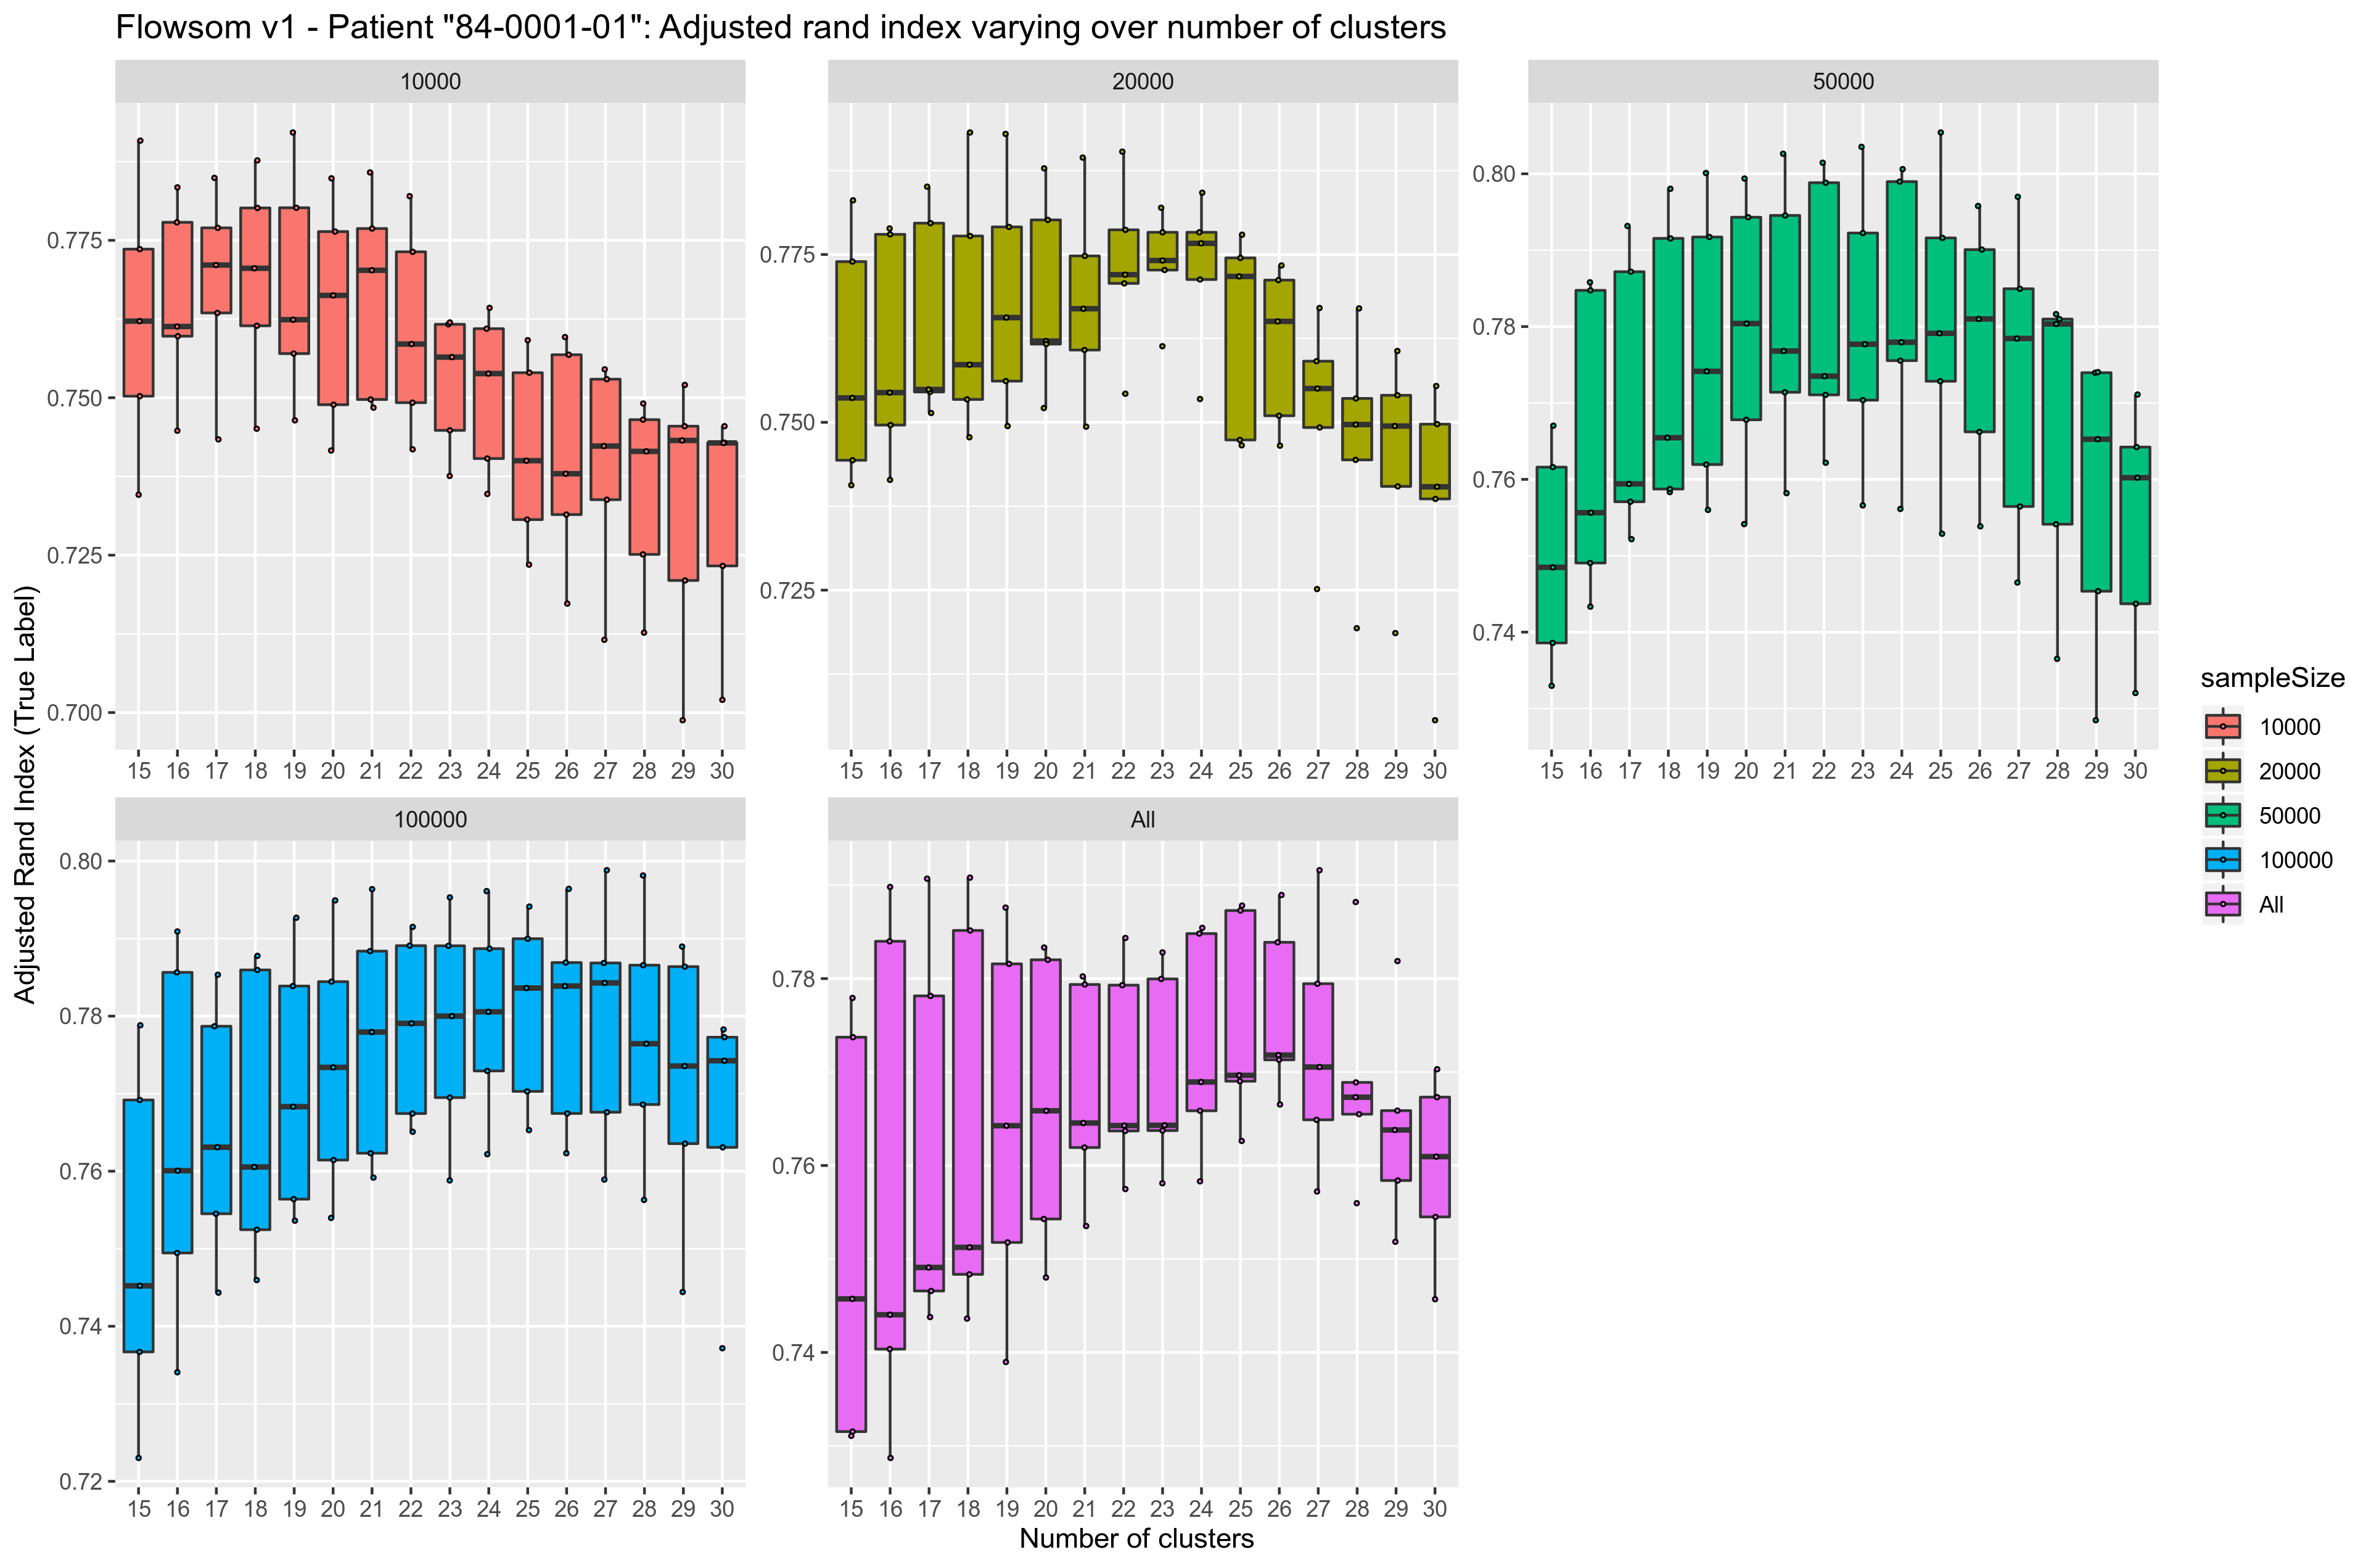 Flowsom v1 - Patient "84-0001-01": Adjusted rand index varying over number of clusters
10000
20000
50000
0.775
0.750
0.725
0.700
0.775
0.750
0.725
0.80
0.78
0.76
0.74
15 16 17 18 19 20 21 22 23 24 25 26 27 28 29 30
15 16 17 18 19 20 21 22 23 24 25 26 27 28 29 30
15 16 17 18 19 20 21 22 23 24 25 26 27 28 29 30
Adjusted Rand Index (True Label)
100000
All
0.80
0.78
0.76
0.74
0.72
0.78
0.76
0.74
15 16 17 18 19 20 21 22 23 24 25 26 27 28 29 30
15 16 17 18 19 20 21 22 23 24 25 26 27 28 29 30
Number of clusters
sampleSize
10000
20000
50000
100000
All